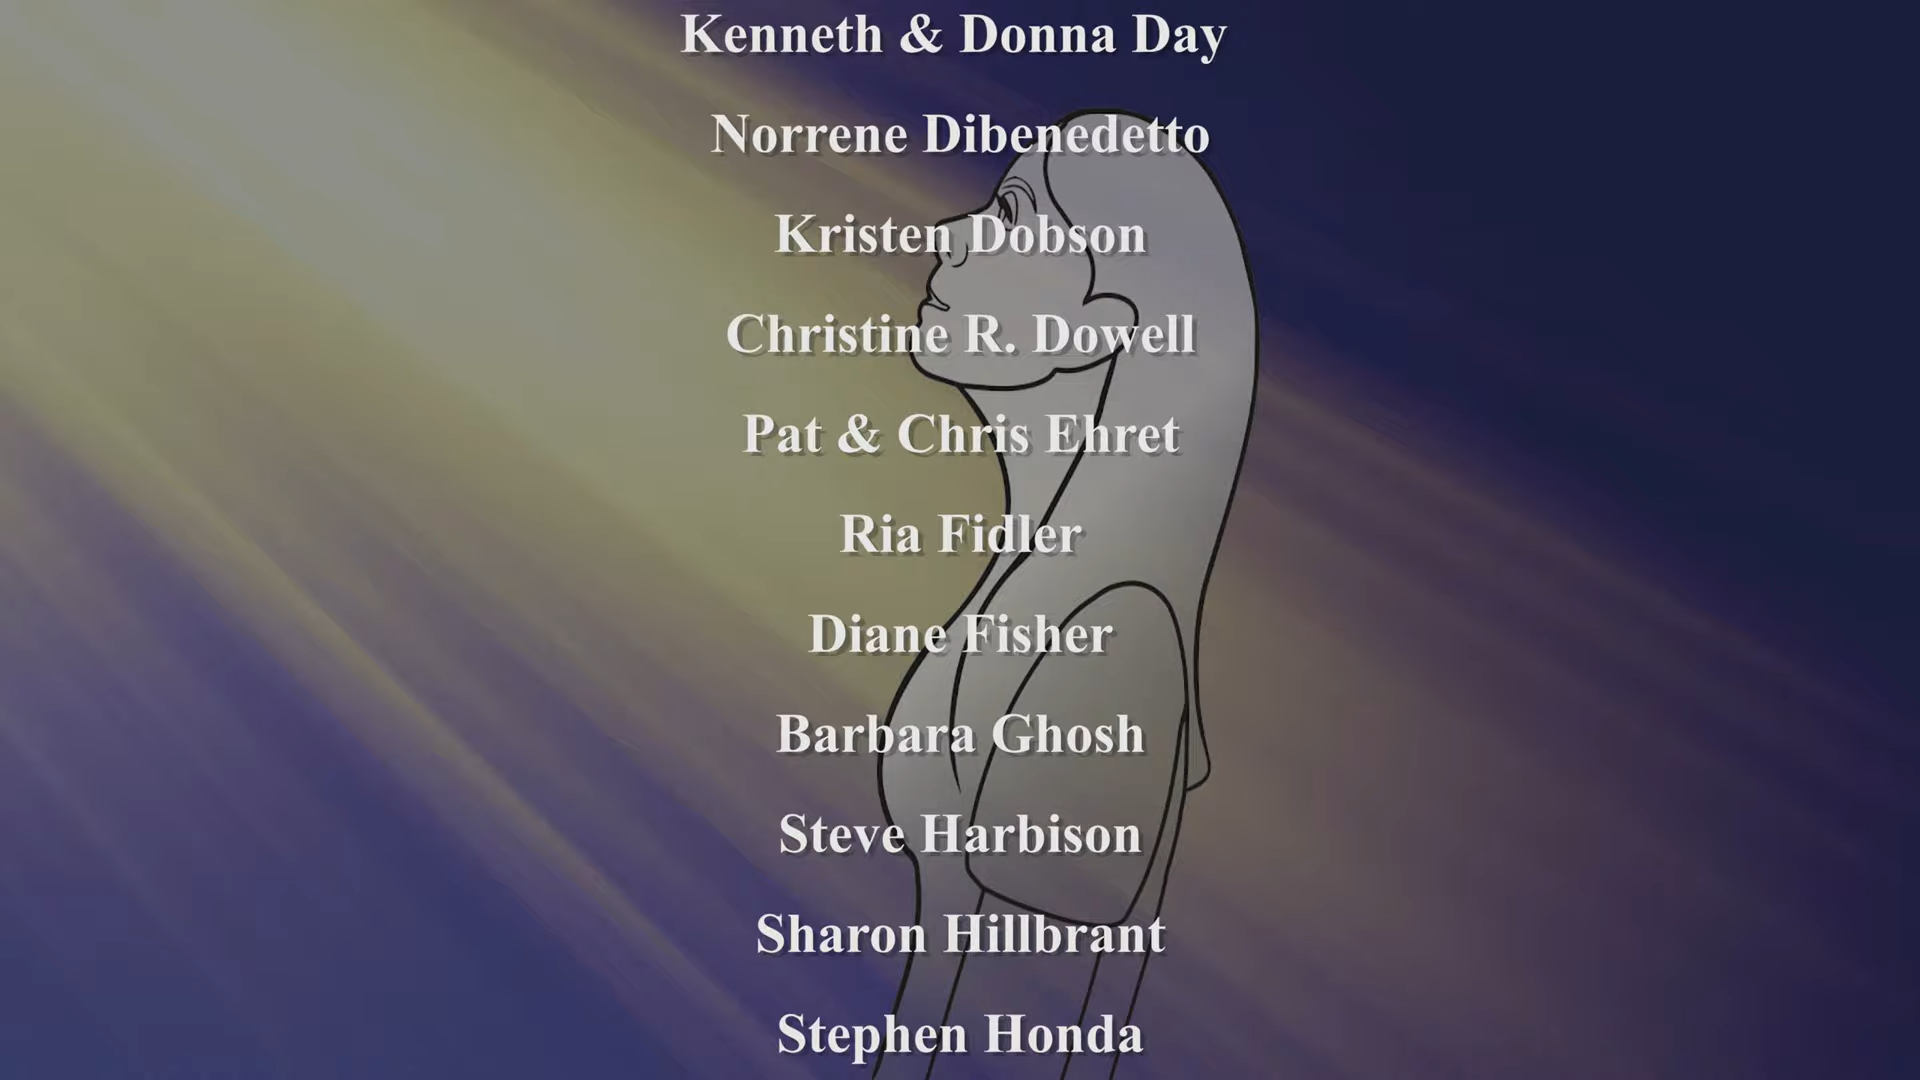 Kenneth & Donna Day
Norrene Dibenedetto
Kristen Dobson
Christine R. Dowell
Pat & Chris Ehret
Ria Fidler
Diane Fisher
Barbara Ghosh
Steve Harbison
Sharon Hillbrant
Stephen Honda